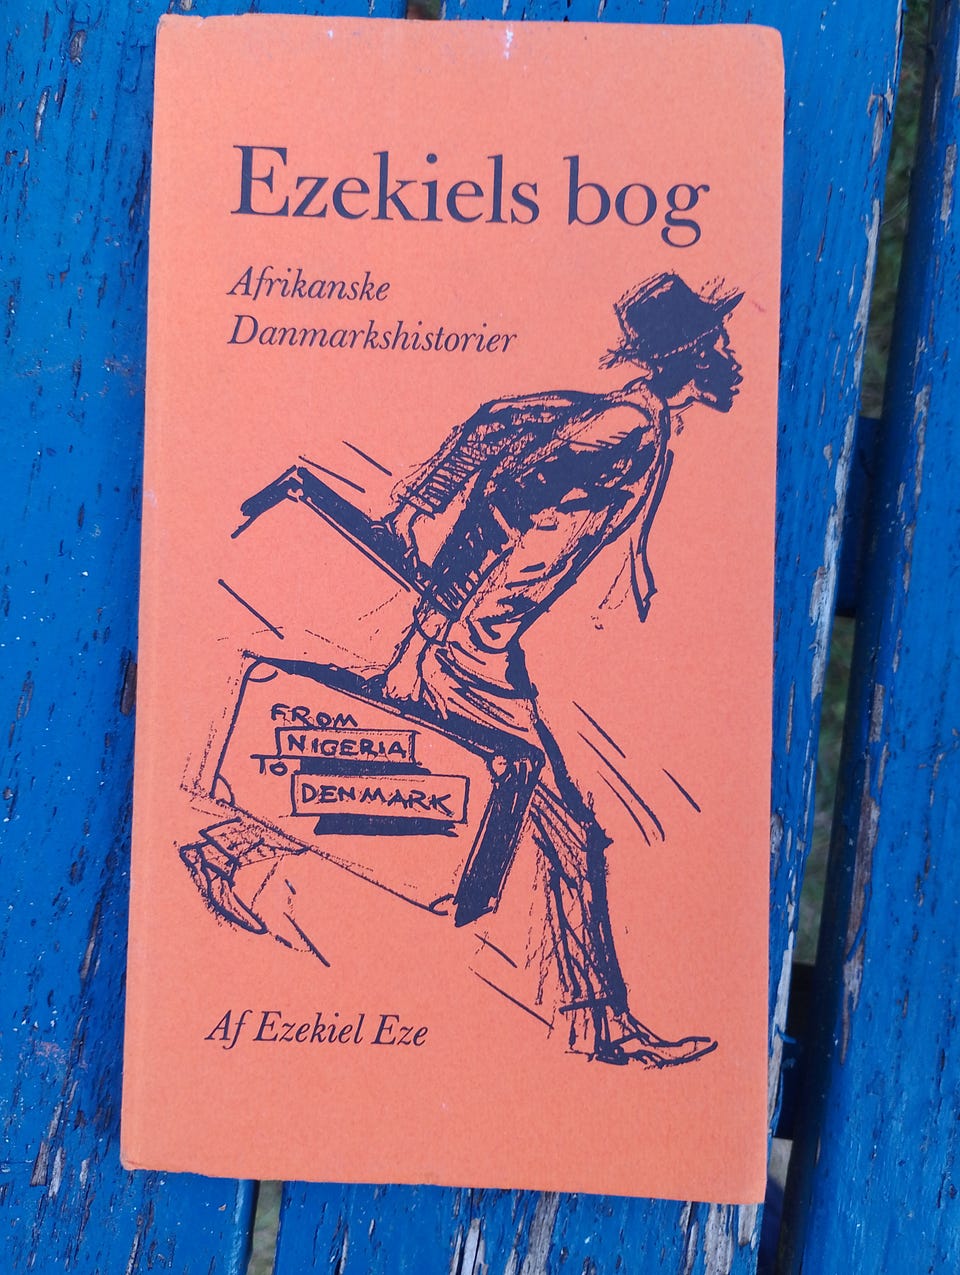 Ezekiels bog
Afrikanske
Danmarkshistorier
FROM
NIGERIA
TO
DENMARK
Af Ezekiel Eze